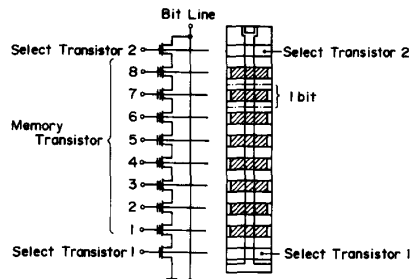 Bit Line
Select Transistor 2
8
7
6
Memory
Transistor
5
4
3
2
1
Select Transistor 1
Select Transistor 2
1 bit
Select Transistor 1